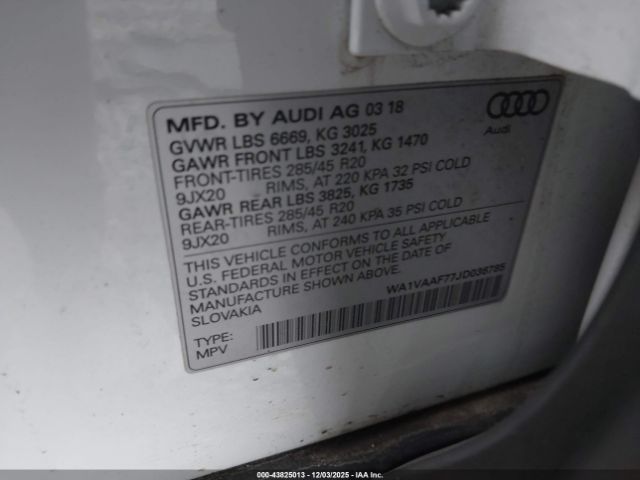 MFD. BY AUDI AG 03 18
GVWR LBS 6669, KG 3025
GAWR FRONT LBS 3241, KG 1470
FRONT-TIRES 285/45 R20
9JX20 RIMS, AT 220 KPA 32 PSI COLD
GAWR REAR LBS 3825, KG 1735
REAR-TIRES 285/45 R20
9JX20 RIMS, AT 240 KPA 35 PSI COLD
THIS VEHICLE CONFORMS TO ALL APPLICABLE
U.S. FEDERAL MOTOR VEHICLE SAFETY
STANDARDS IN EFFECT ON THE DATE OF
MANUFACTURE SHOWN ABOVE.
SLOVAKIA
WA1VAAF77JD036785
TYPE:
MPV
Audi
000-43825013 - 12/03/2025 - IAA Inc.